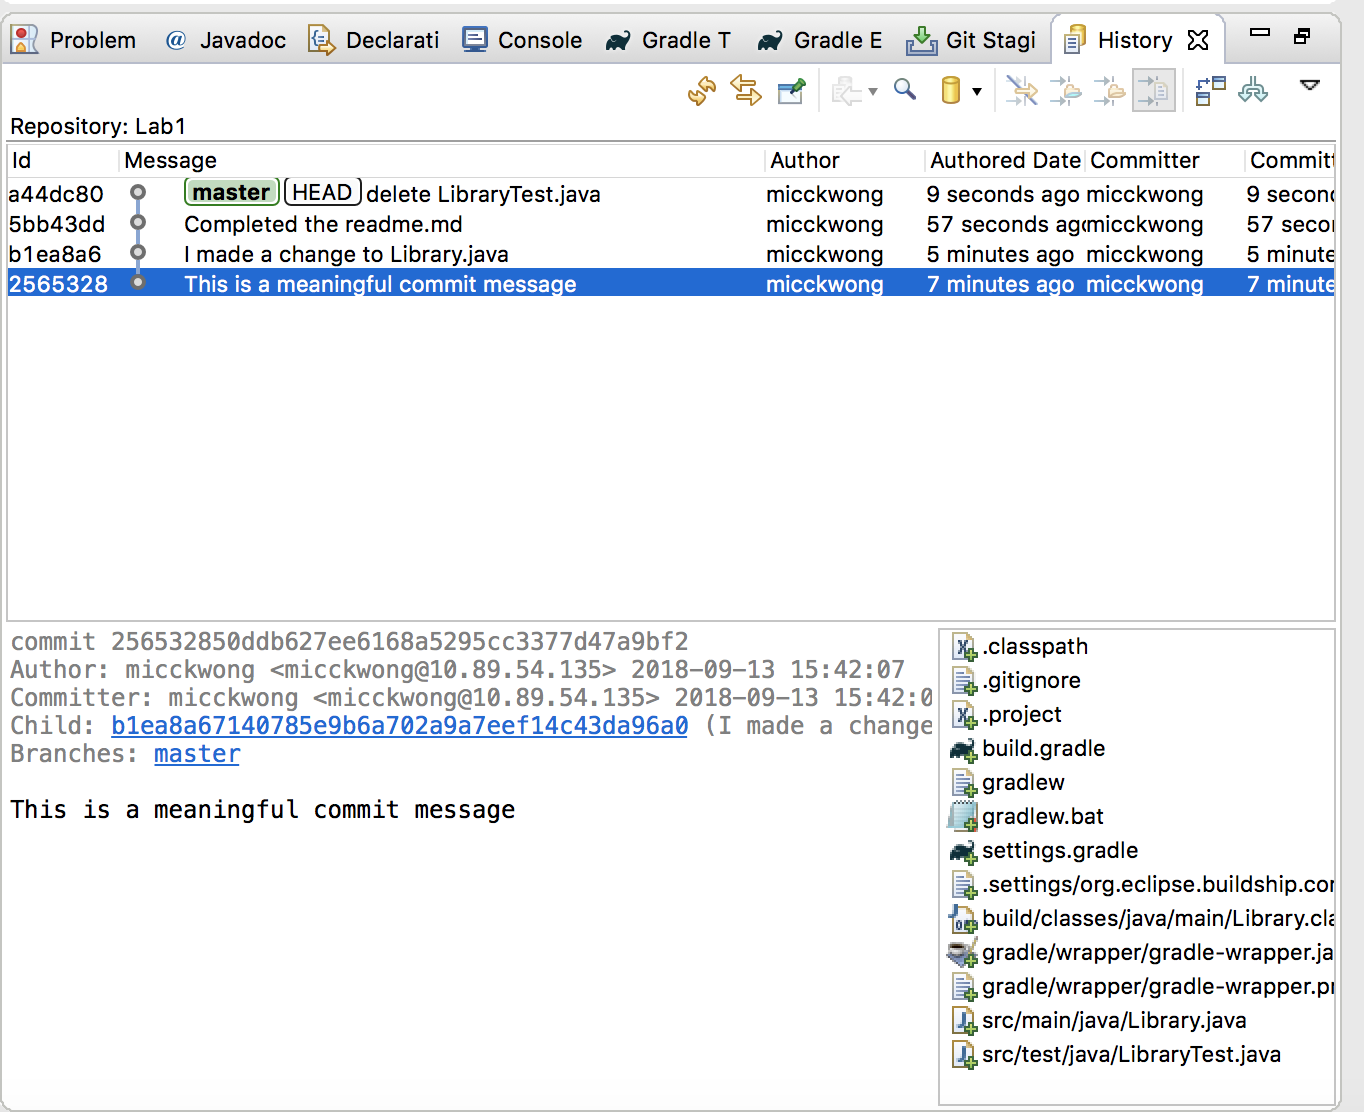 Problem @ Javadoc Declarati Console Gradle T Gradle E Git Stagi History
Repository: Lab1
Id Message Author Authored Date Committer Committ
a44dc80 master HEAD delete LibraryTest.java micckwong 9 seconds ago micckwong 9 second
5bb43dd Completed the readme.md micckwong 57 seconds ago micckwong 57 seco
b1ea8a6 I made a change to Library.java micckwong 5 minutes ago micckwong 5 minute
2565328 This is a meaningful commit message micckwong 7 minutes ago micckwong 7 minute
commit 256532850ddb627ee6168a5295cc3377d47a9bf2
Author: micckwong <micckwong@10.89.54.135> 2018-09-13 15:42:07
Committer: micckwong <micckwong@10.89.54.135> 2018-09-13 15:42:0
Child: b1ea8a67140785e9b6a702a9a7eef14c43da96a0 (I made a change
Branches: master
This is a meaningful commit message
.classpath
.gitignore
.project
build.gradle
gradlew
gradlew.bat
settings.gradle
.settings/org.eclipse.buildship.cor
build/classes/java/main/Library.cla
gradle/wrapper/gradle-wrapper.ja
gradle/wrapper/gradle-wrapper.pr
src/main/java/Library.java
src/test/java/LibraryTest.java